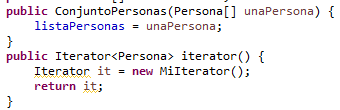 public ConjuntoPersonas(Persona[] unaPersona) {
listaPersonas = unaPersona;
}
public Iterator<Persona> iterator() {
Iterator it = new MiIterator();
return it;
}